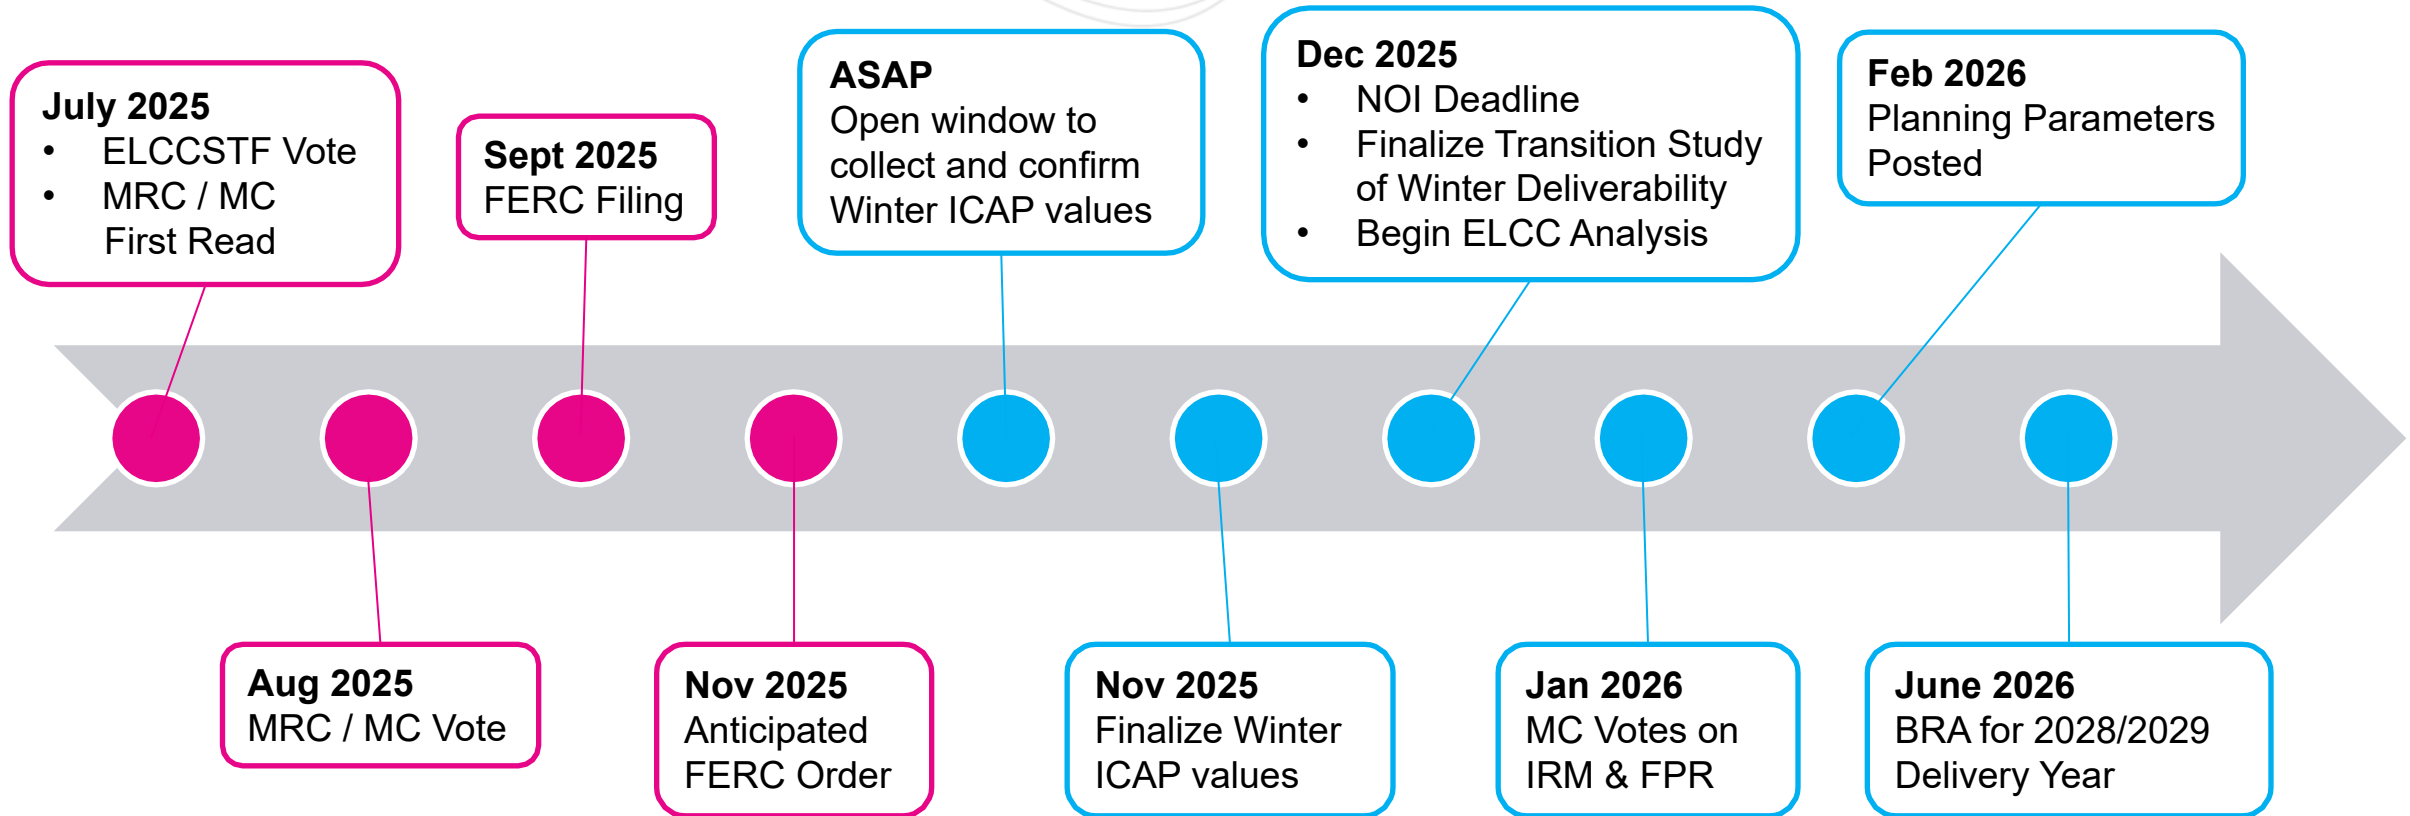 July 2025
• ELCCSTF Vote
• MRC / MC
First Read
Sept 2025
FERC Filing
ASAP
Open window to
collect and confirm
Winter ICAP values
Dec 2025
• NOI Deadline
• Finalize Transition Study
of Winter Deliverability
• Begin ELCC Analysis
Feb 2026
Planning Parameters
Posted
Aug 2025
MRC / MC Vote
Nov 2025
Anticipated
FERC Order
Nov 2025
Finalize Winter
ICAP values
Jan 2026
MC Votes on
IRM & FPR
June 2026
BRA for 2028/2029
Delivery Year